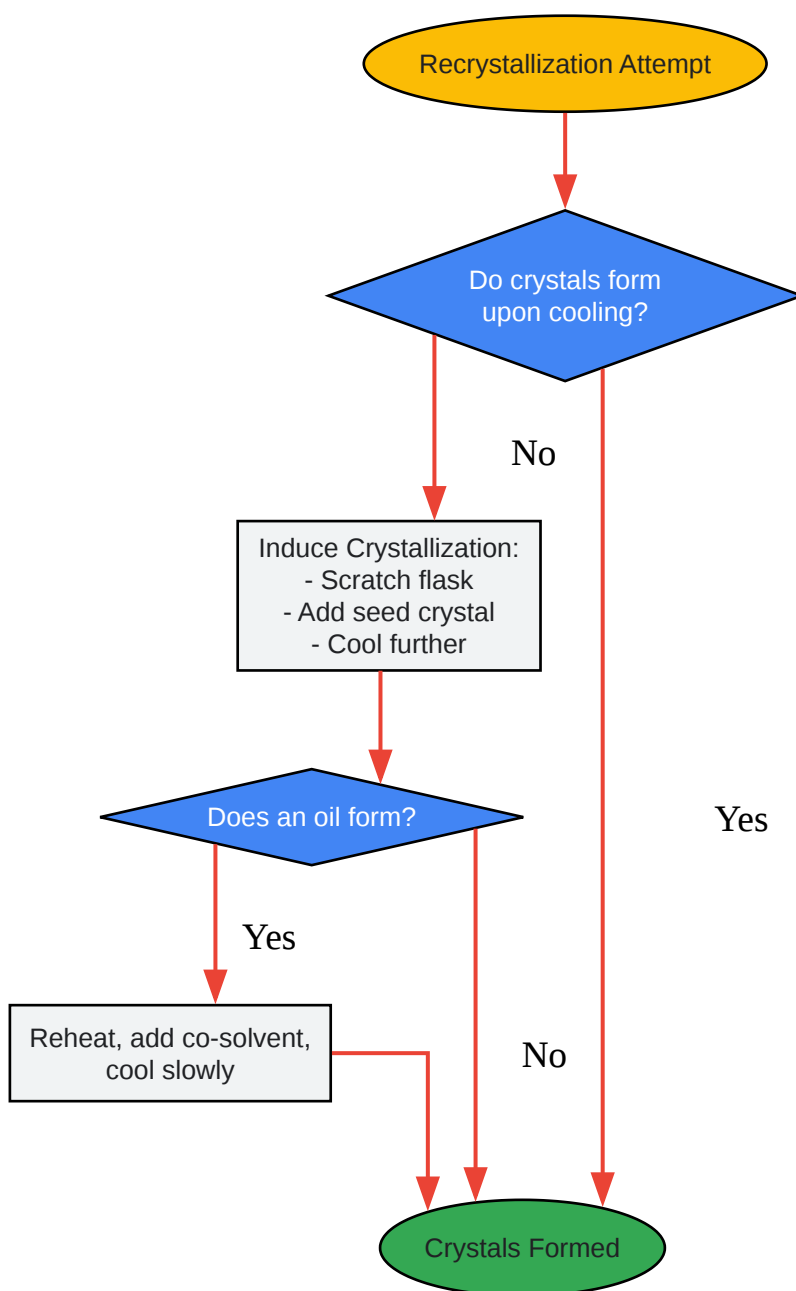 Recrystallization Attempt
Do crystals form
upon cooling?
No
Induce Crystallization:
- Scratch flask
- Add seed crystal
- Cool further
Does an oil form?
Yes
Yes
Reheat, add co-solvent,
cool slowly
No
Crystals Formed